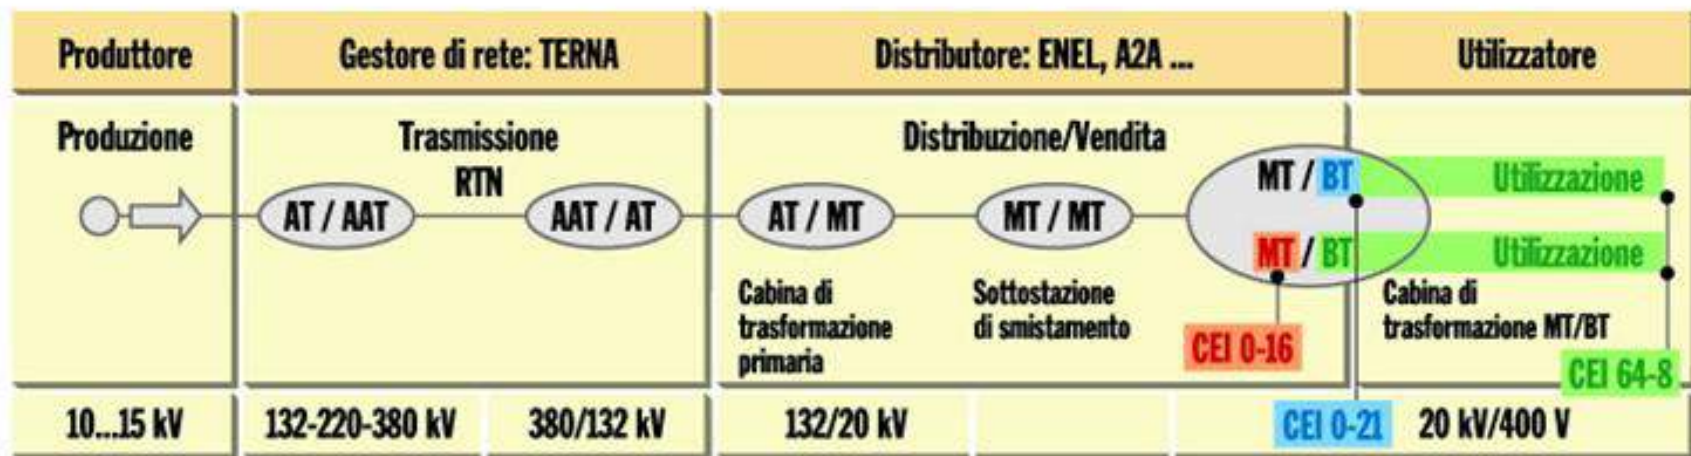 Produttore
Gestore di rete: TERNA
Distributore: ENEL, A2A ...
Utilizzatore
Produzione
Trasmissione
RTN
Distribuzione/Vendita
AT / AAT
AAT / AT
AT / MT
MT / MT
MT / BT
Utilizzazione
MT / BT
Utilizzazione
Cabina di
trasformazione
primaria
Sottostazione
di smistamento
CEI 0-16
Cabina di
trasformazione MT/BT
CEI 64-8
10...15 kV
132-220-380 kV
380/132 kV
132/20 kV
CEI 0-21
20 kV/400 V